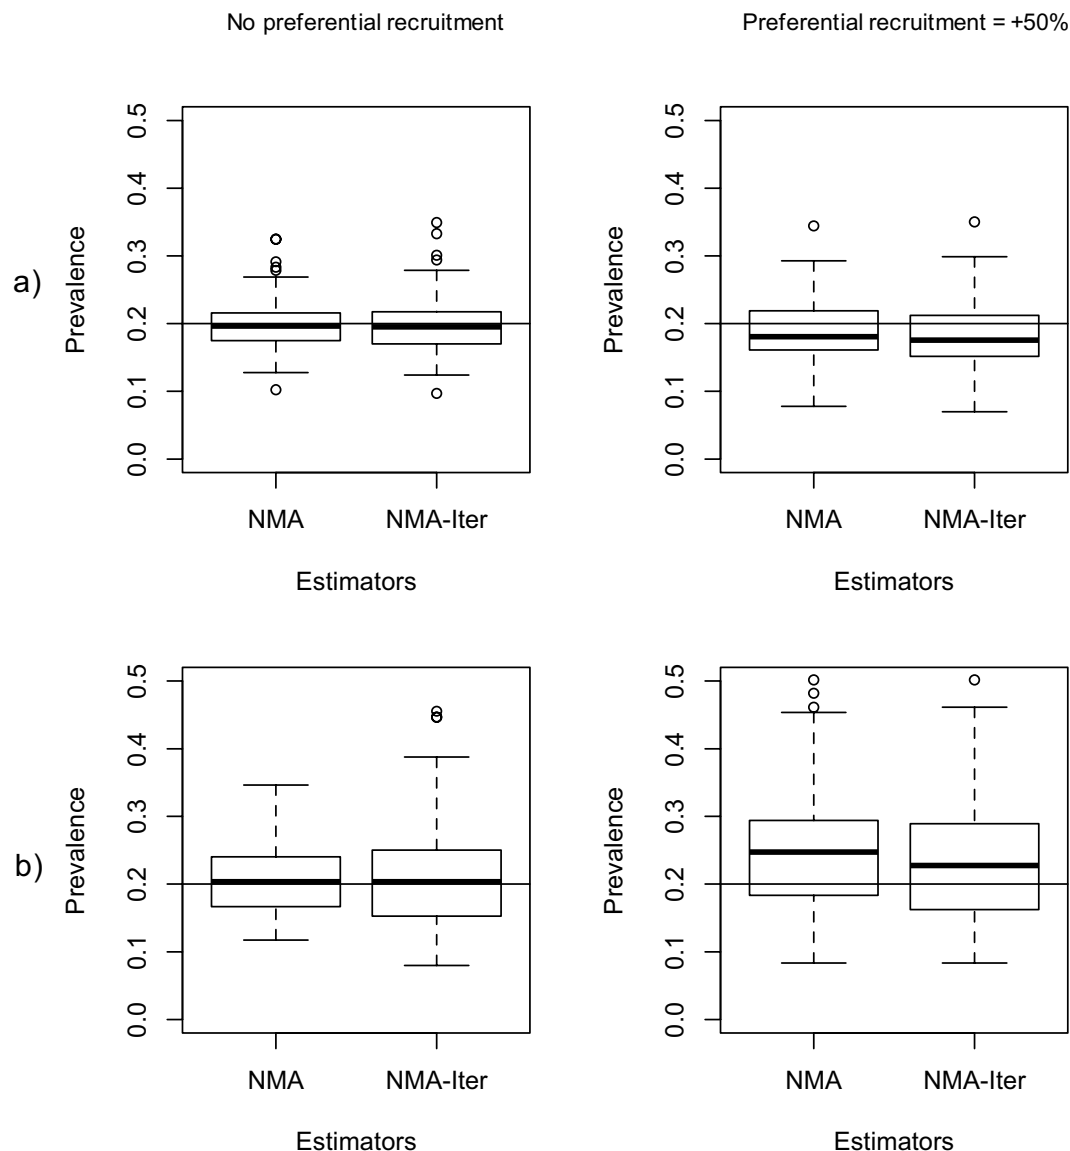 No preferential recruitment
Preferential recruitment = +50%
a)
Prevalence
0.5
0.4
0.3
0.2
0.1
0.0
NMA
NMA-Iter
Estimators
Prevalence
0.5
0.4
0.3
0.2
0.1
0.0
NMA
NMA-Iter
Estimators
b)
Prevalence
0.5
0.4
0.3
0.2
0.1
0.0
NMA
NMA-Iter
Estimators
Prevalence
0.5
0.4
0.3
0.2
0.1
0.0
NMA
NMA-Iter
Estimators